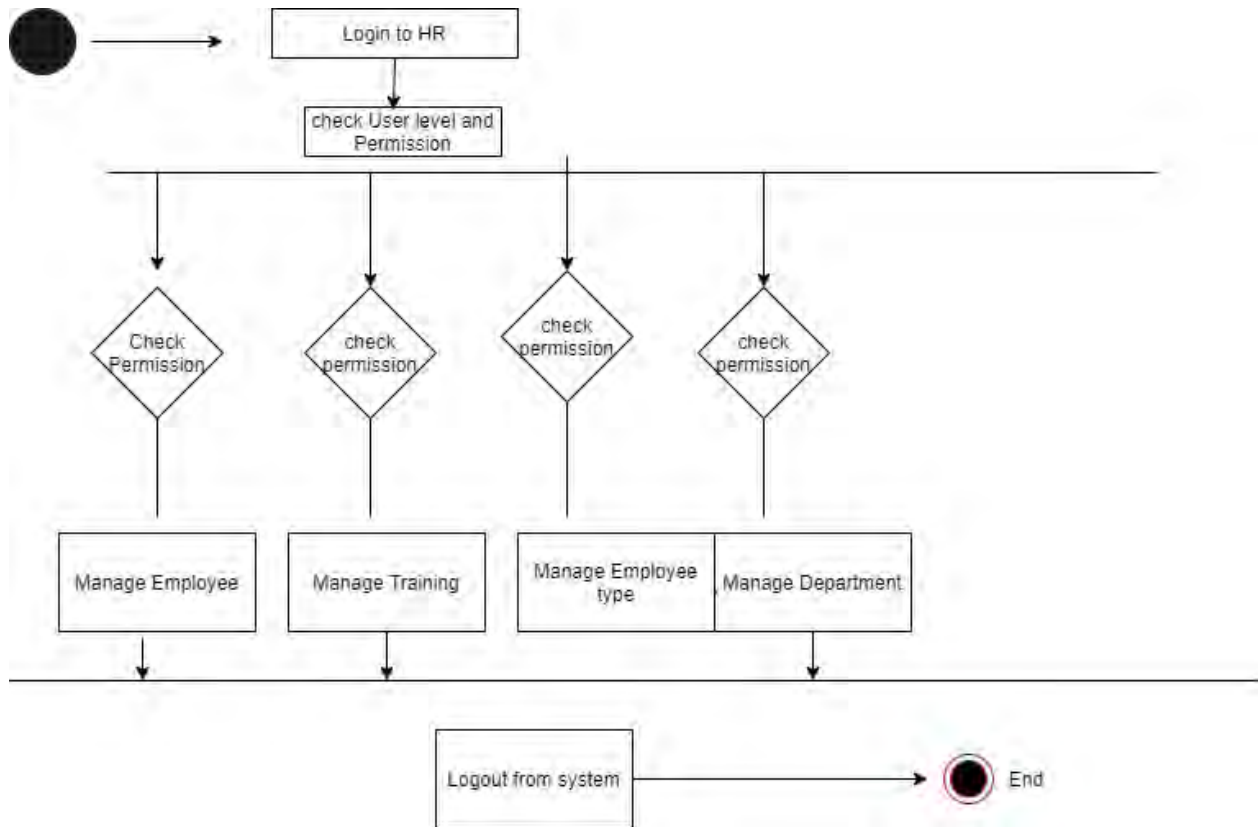 Login to HR
check User level and
Permission
Check
Permission
check
permission
check
permission
check
permission
Manage Employee
Manage Training
Manage Employee
type
Manage Department
Logout from system
End